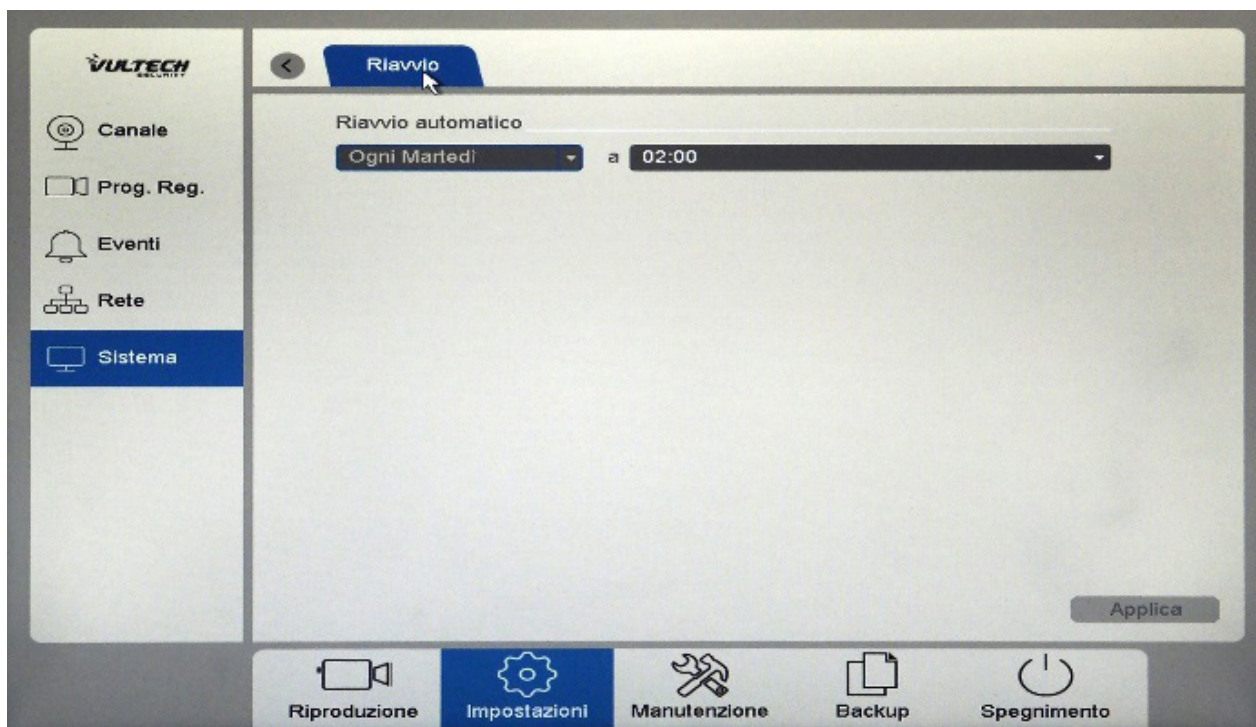 VULTECH
SECURITY
Riavvio
Canale
Prog. Reg.
Eventi
Rete
Sistema
Riavvio automatico
Ogni Martedì a 02:00
Applica
Riproduzione
Impostazioni
Manutenzione
Backup
Spegnimento